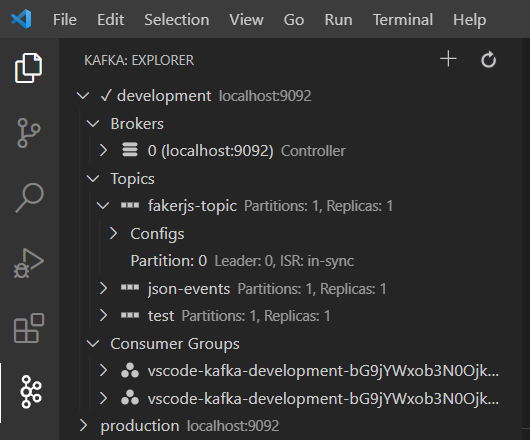 File Edit Selection View Go Run Terminal Help
KAFKA: EXPLORER
development localhost:9092
Brokers
0 (localhost:9092) Controller
Topics
fakerjs-topic Partitions: 1, Replicas: 1
Configs
Partition: 0 Leader: 0, ISR: in-sync
json-events Partitions: 1, Replicas: 1
test Partitions: 1, Replicas: 1
Consumer Groups
vscode-kafka-development-bG9jYWxob3N0Ojk...
vscode-kafka-development-bG9jYWxob3N0Ojk...
production localhost:9092